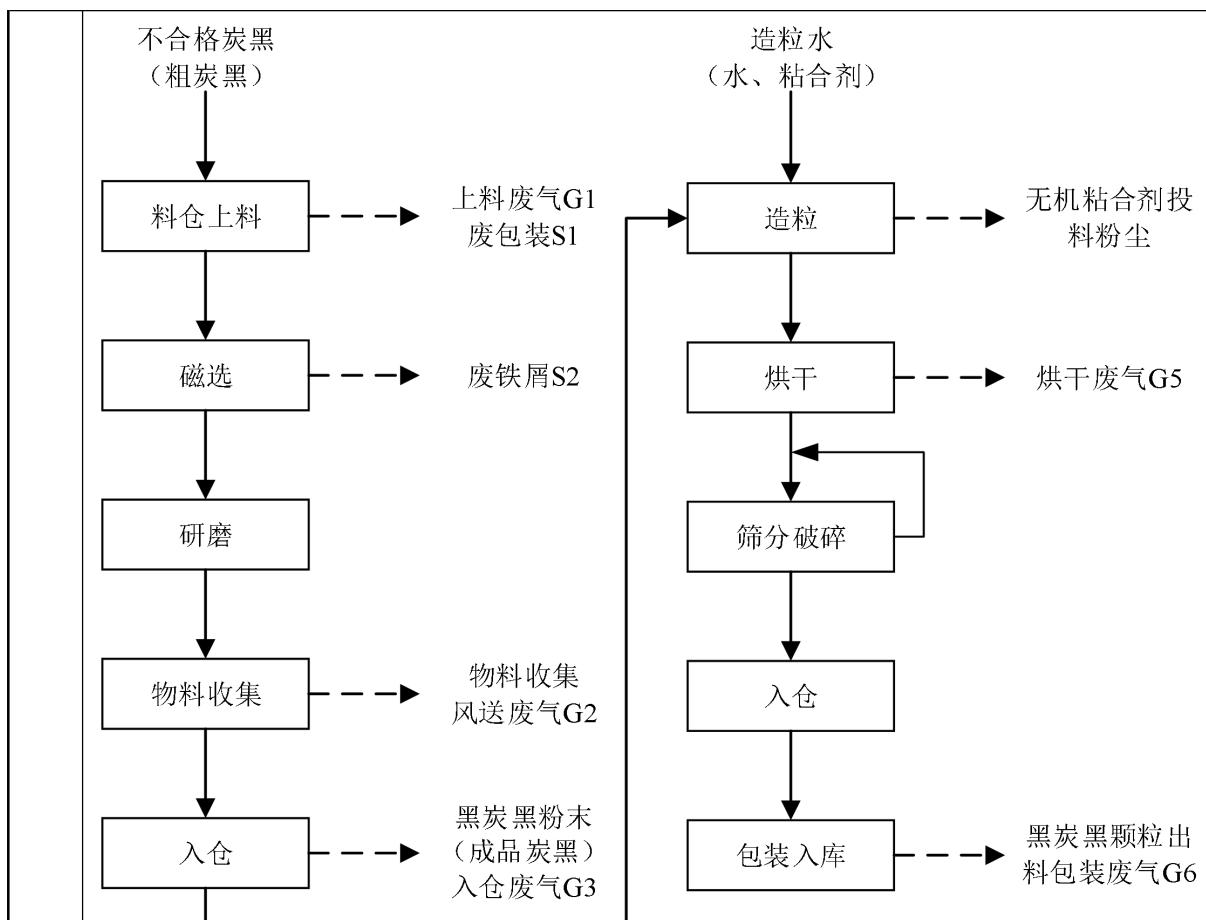 不合格炭黑
（粗炭黑）
料仓上料
上料废气G1
废包装S1
磁选
废铁屑S2
研磨
物料收集
物料收集
风送废气G2
入仓
黑炭黑粉末
（成品炭黑）
入仓废气G3
造粒水
（水、粘合剂）
造粒
无机粘合剂投
料粉尘
烘干
烘干废气G5
筛分破碎
入仓
包装入库
黑炭黑颗粒出
料包装废气G6